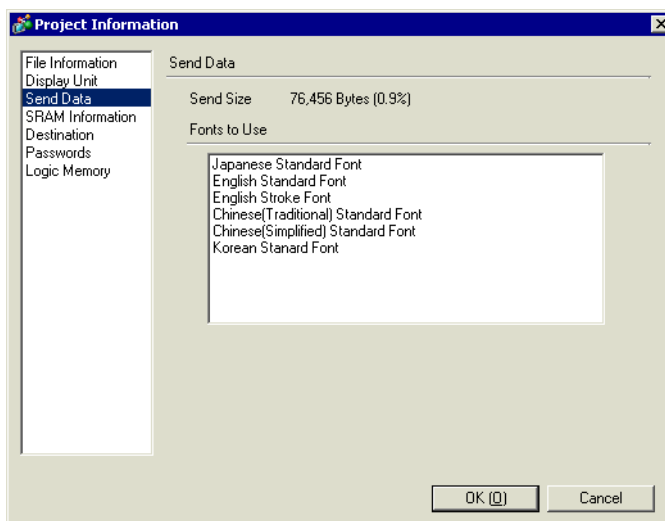 Project Information
File Information
Display Unit
Send Data
SRAM Information
Destination
Passwords
Logic Memory
Send Data
Send Size 76,456 Bytes (0.9%)
Fonts to Use
Japanese Standard Font
English Standard Font
English Stroke Font
Chinese(Traditional) Standard Font
Chinese(Simplified) Standard Font
Korean Stanard Font
OK (O) Cancel